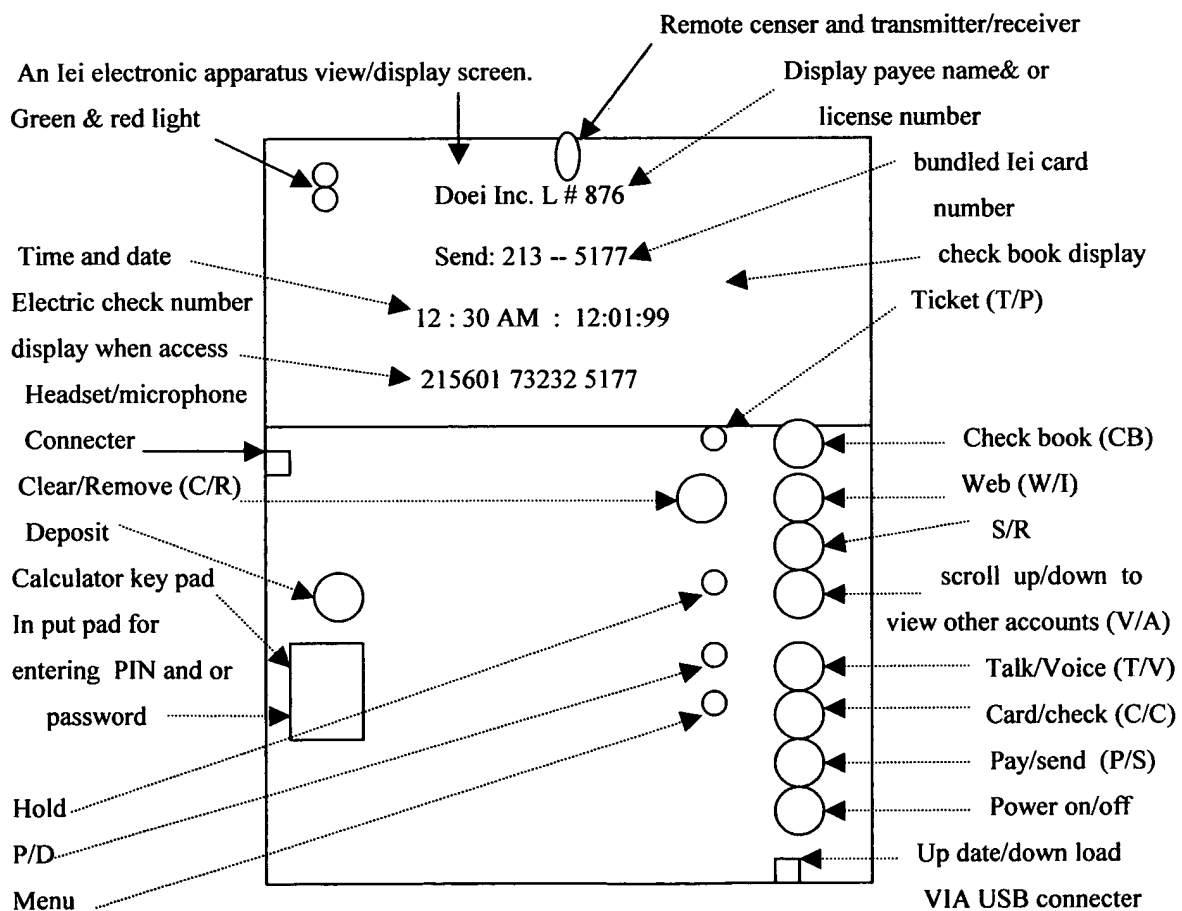 Remote censer and transmitter/receiver
An Iei electronic apparatus view/display screen.
Display payee name& or
license number
Green & red light
bundled Iei card
number
Doei Inc. L # 876
Send: 213 -- 5177
check book display
Time and date
Electric check number
display when access
12 : 30 AM : 12:01:99
Ticket (T/P)
215601 73232 5177
Headset/microphone
Connecter
Check book (CB)
Clear/Remove (C/R)
Web (W/I)
Deposit
S/R
Calculator key pad
scroll up/down to
view other accounts (V/A)
In put pad for
entering PIN and or
password
Talk/Voice (T/V)
Card/check (C/C)
Pay/send (P/S)
Hold
Power on/off
P/D
Up date/down load
VIA USB connecter
Menu